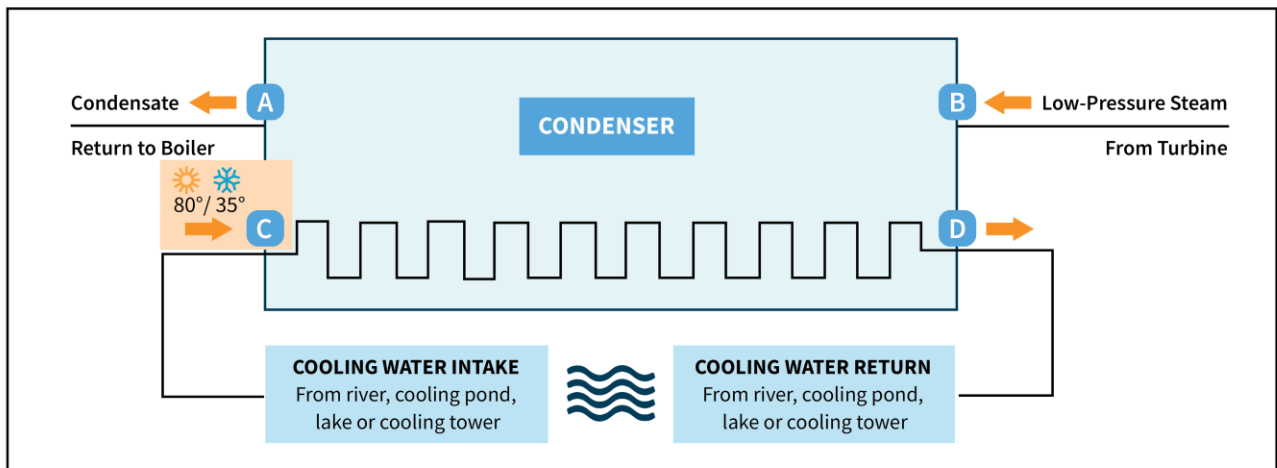 A
B
Condensate
CONDENSER
Low-Pressure Steam
Return to Boiler
From Turbine
80°/ 35°
C
D
COOLING WATER INTAKE
From river, cooling pond,
lake or cooling tower
COOLING WATER RETURN
From river, cooling pond,
lake or cooling tower